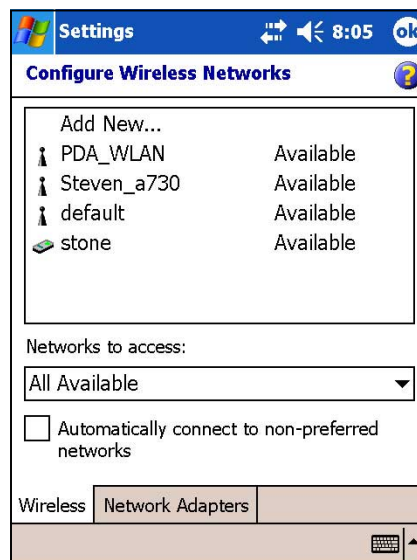 Settings 8:05 ok
Configure Wireless Networks ?
Add New...
PDA_WLAN Available
Steven_a730 Available
default Available
stone Available
Networks to access:
All Available
Automatically connect to non-preferred
networks
Wireless Network Adapters